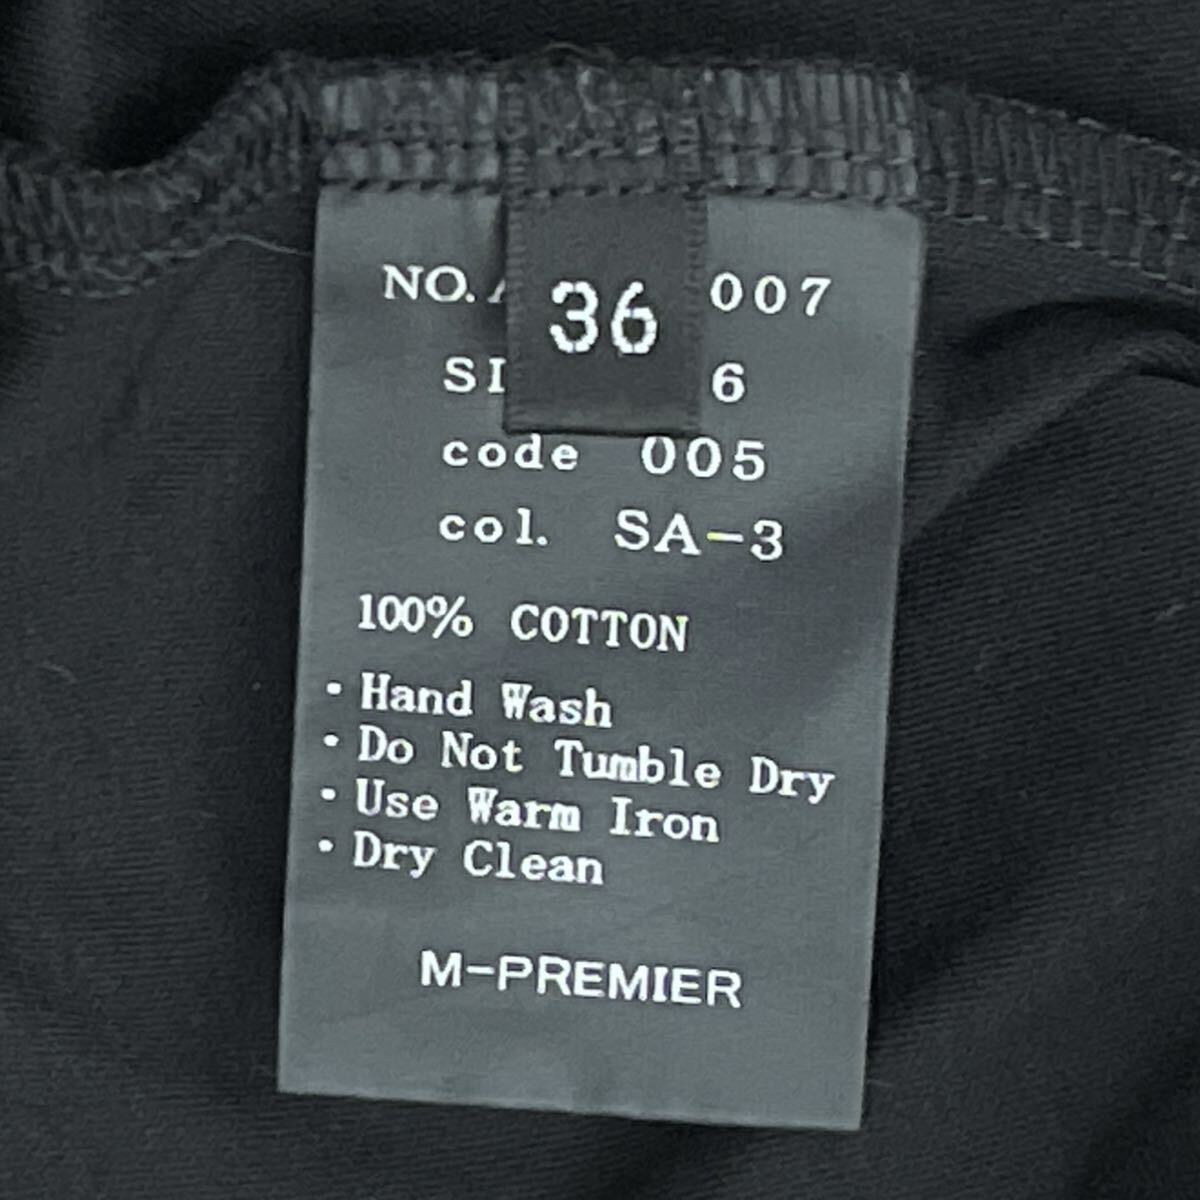 NO. 007
36
6
code 005
col. SA-3
100% COTTON
・Hand Wash
・Do Not Tumble Dry
・Use Warm Iron
・Dry Clean
M-PREMIER